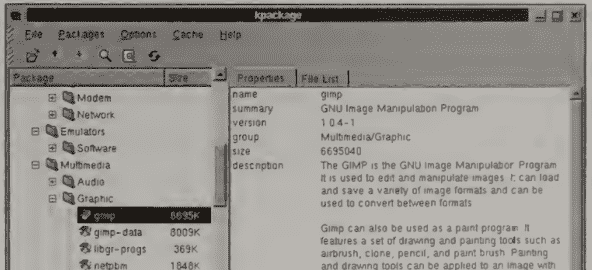 kpackage
File Packages Options Cache Help
Package Size
Modem
Network
Emulators
Software
Multimedia
Audio
Graphic
gimp 6695K
gimp-data 8009K
libgr-progs 369K
netpbm 1848K
Properties File List
name gimp
summary GNU Image Manipulation Program
version 1 0.4-1
group Multimedia/Graphic
size 6695040
description The GIMP is the GNU Image Manipulation Program
It is used to edit and manipulate images. It can load
and save a variety of image formats and can be
used to convert between formats
Gimp can also be used as a paint program It
features a set of drawing and painting tools such as
airbrush, clone, pencil, and paint brush Painting
and drawing tools can be applied to an image with